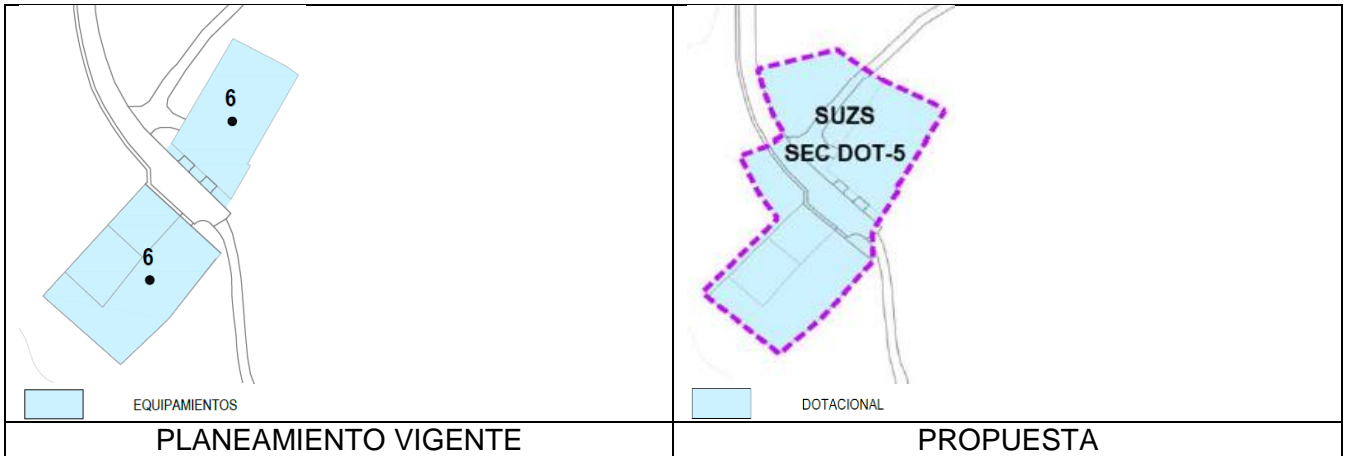 6
6
EQUIPAMIENTOS
PLANEAMIENTO VIGENTE
SUZS
SEC DOT-5
DOTACIONAL
PROPUESTA